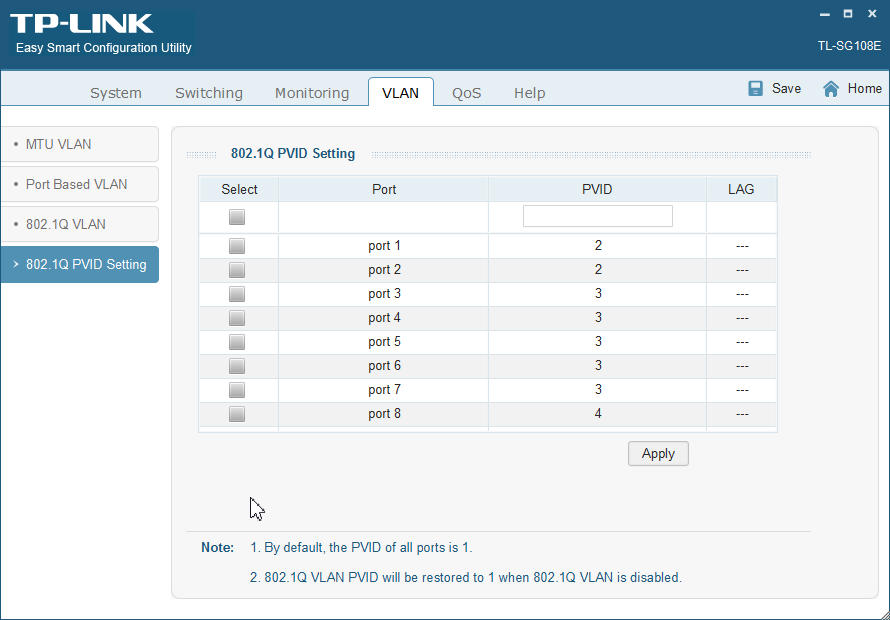 TP-LINK
Easy Smart Configuration Utility
TL-SG108E
System Switching Monitoring VLAN QoS Help Save Home
MTU VLAN
Port Based VLAN
802.1Q VLAN
802.1Q PVID Setting
802.1Q PVID Setting
Select Port PVID LAG
port 1 2 ---
port 2 2 ---
port 3 3 ---
port 4 3 ---
port 5 3 ---
port 6 3 ---
port 7 3 ---
port 8 4 ---
Apply
Note: 1. By default, the PVID of all ports is 1.
2. 802.1Q VLAN PVID will be restored to 1 when 802.1Q VLAN is disabled.